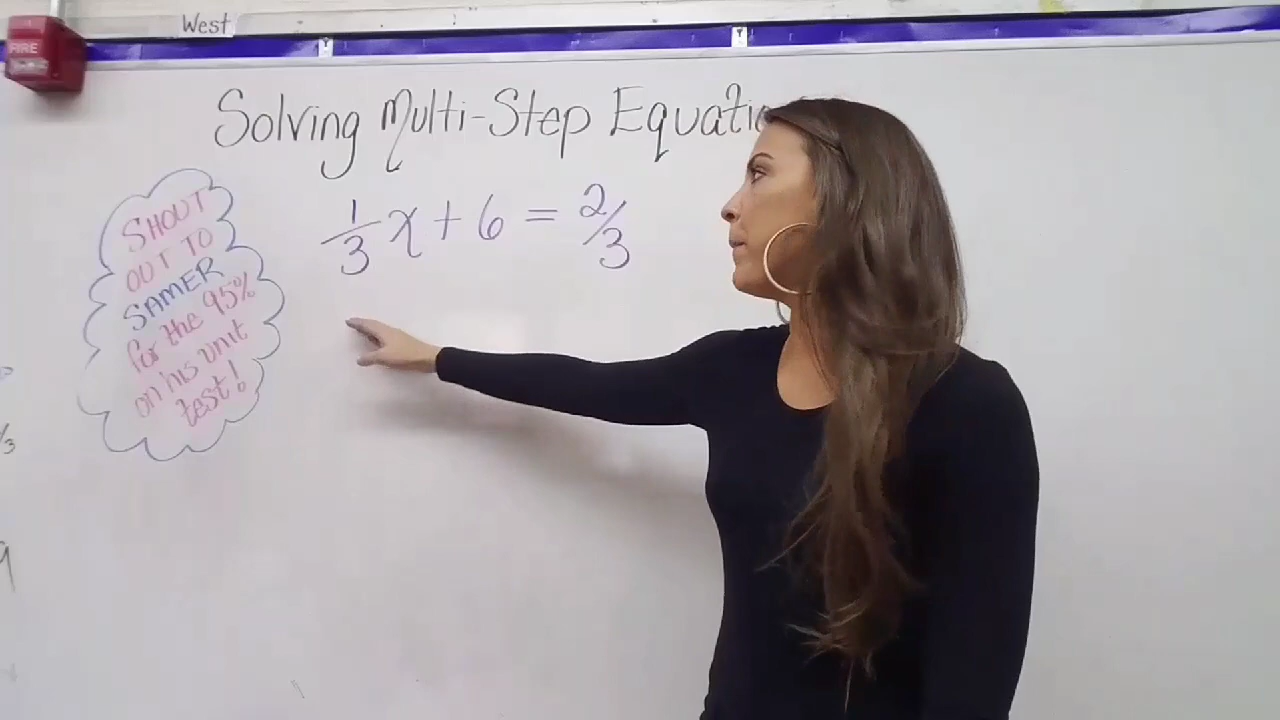 West
FIRE
Solving Multi-Step Equatio
1/3 x + 6 = 2/3
SHOUT
OUT TO
SAMER
for the 95%
on his unit
test!